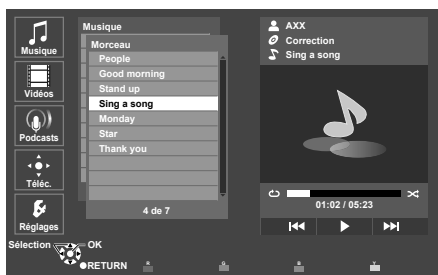 Musique
Vidéos
Podcasts
Téléc.
Réglages
Musique
Morceau
People
Good morning
Stand up
Sing a song
Monday
Star
Thank you
4 de 7
AXX
Correction
Sing a song
01:02 / 05:23
Sélection
OK
RETURN